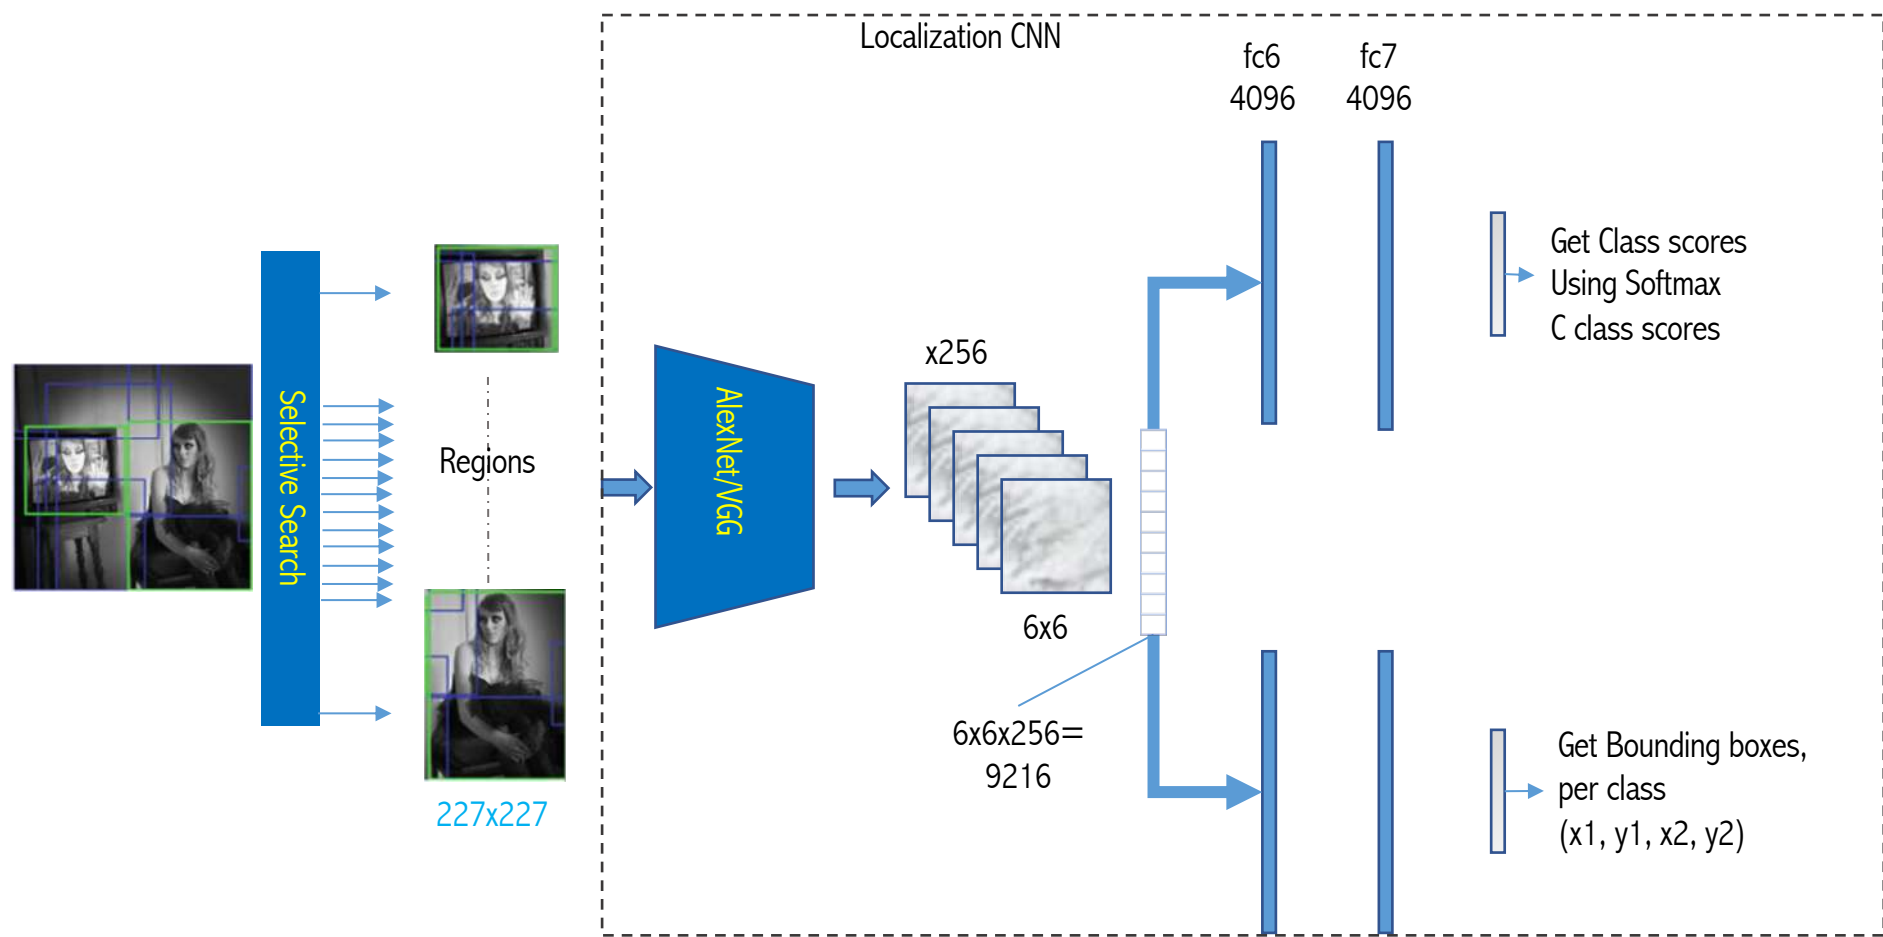 Localization CNN
fc6
4096
fc7
4096
Get Class scores
Using Softmax
C class scores
x256
Selective Search
AlexNet/VGG
Regions
6x6
6x6x256=
9216
227x227
Get Bounding boxes,
per class
(x1, y1, x2, y2)